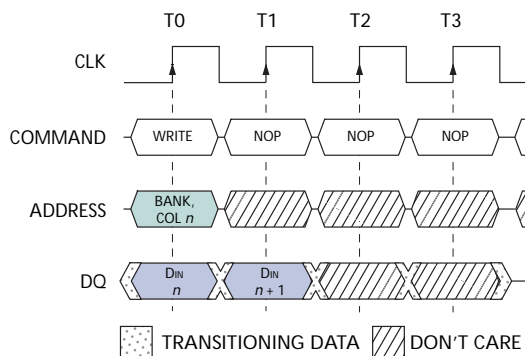 T0 T1 T2 T3
CLK
COMMAND WRITE NOP NOP NOP
ADDRESS BANK, COL n
DQ DIN n DIN n + 1
TRANSITIONING DATA DON'T CARE